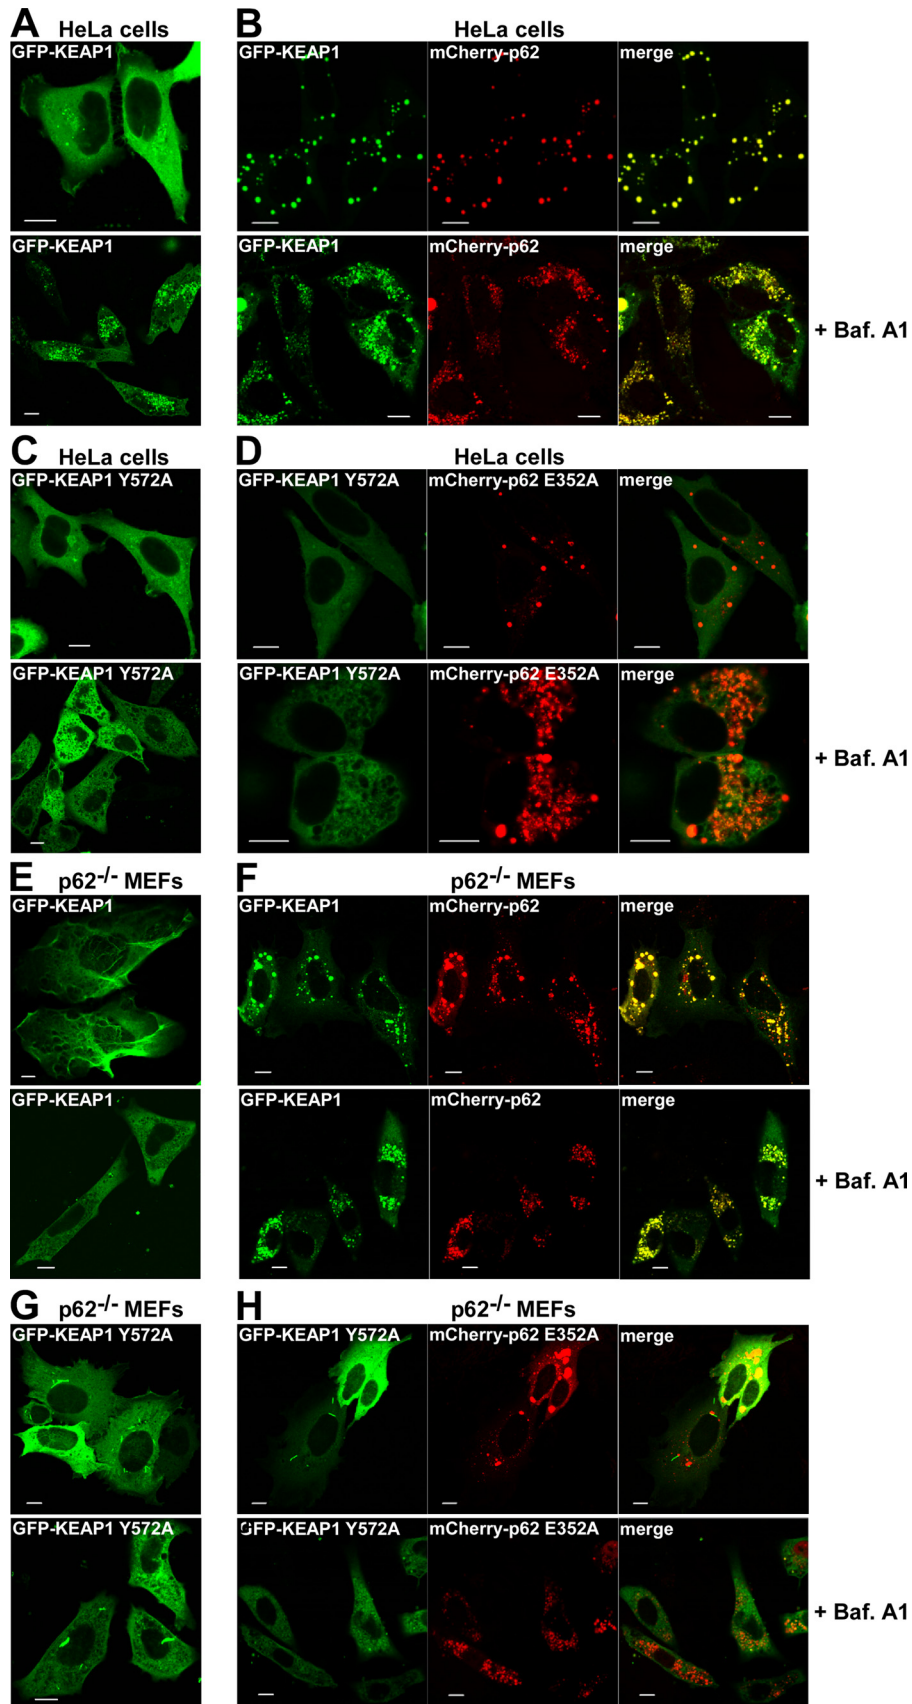 A HeLa cells
GFP-KEAP1
GFP-KEAP1
B HeLa cells
GFP-KEAP1 mCherry-p62 merge
GFP-KEAP1 mCherry-p62 merge
+ Baf. A1
C HeLa cells
GFP-KEAP1 Y572A
GFP-KEAP1 Y572A
D HeLa cells
GFP-KEAP1 Y572A mCherry-p62 E352A merge
GFP-KEAP1 Y572A mCherry-p62 E352A merge
+ Baf. A1
E p62-/- MEFs
GFP-KEAP1
GFP-KEAP1
F p62-/- MEFs
GFP-KEAP1 mCherry-p62 merge
GFP-KEAP1 mCherry-p62 merge
+ Baf. A1
G p62-/- MEFs
GFP-KEAP1 Y572A
GFP-KEAP1 Y572A
H p62-/- MEFs
GFP-KEAP1 Y572A mCherry-p62 E352A merge
GFP-KEAP1 Y572A mCherry-p62 E352A merge
+ Baf. A1